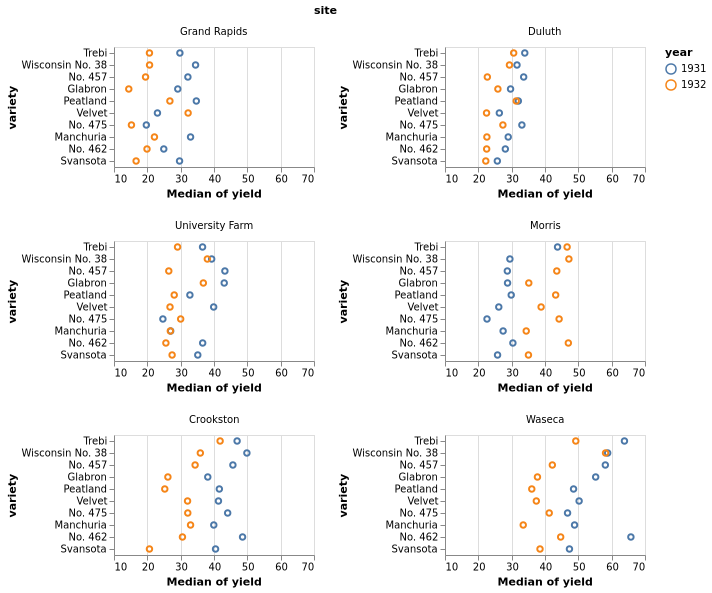 site
Grand Rapids
variety
Trebi
Wisconsin No. 38
No. 457
Glabron
Peatland
Velvet
No. 475
Manchuria
No. 462
Svansota
10 20 30 40 50 60 70
Median of yield
Duluth
variety
Trebi
Wisconsin No. 38
No. 457
Glabron
Peatland
Velvet
No. 475
Manchuria
No. 462
Svansota
10 20 30 40 50 60 70
Median of yield
year
1931
1932
University Farm
variety
Trebi
Wisconsin No. 38
No. 457
Glabron
Peatland
Velvet
No. 475
Manchuria
No. 462
Svansota
10 20 30 40 50 60 70
Median of yield
Morris
variety
Trebi
Wisconsin No. 38
No. 457
Glabron
Peatland
Velvet
No. 475
Manchuria
No. 462
Svansota
10 20 30 40 50 60 70
Median of yield
Crookston
variety
Trebi
Wisconsin No. 38
No. 457
Glabron
Peatland
Velvet
No. 475
Manchuria
No. 462
Svansota
10 20 30 40 50 60 70
Median of yield
Waseca
variety
Trebi
Wisconsin No. 38
No. 457
Glabron
Peatland
Velvet
No. 475
Manchuria
No. 462
Svansota
10 20 30 40 50 60 70
Median of yield